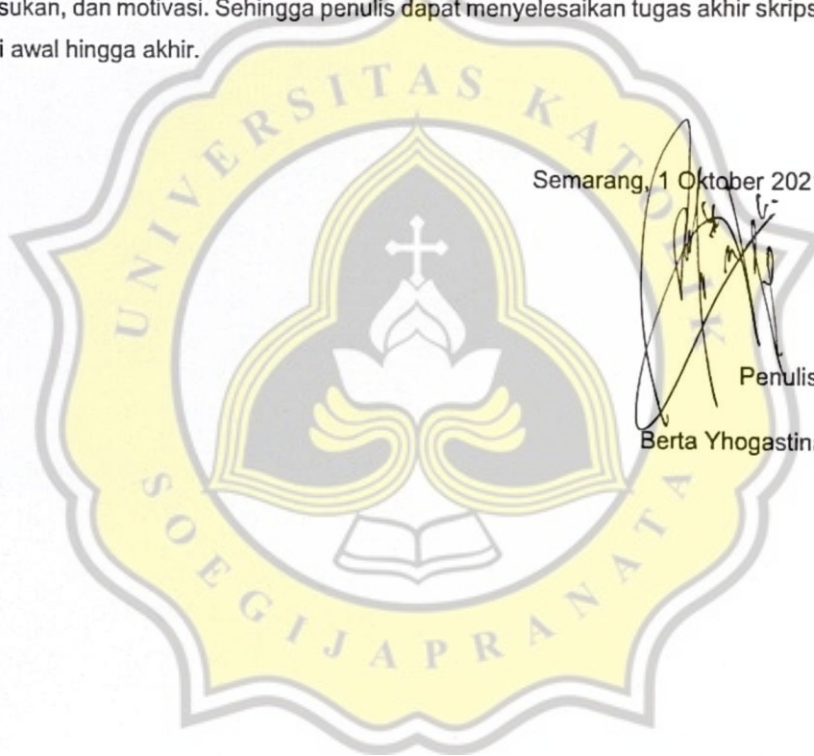 sukan, dan motivasi. Sehingga penulis dapat menyelesaikan tugas akhir skrips
i awal hingga akhir.
Semarang, 1 Oktober 202
Penulis
Berta Yhogastin
UNIVERSITAS KATOLIK
SOEGIJAPRANATA